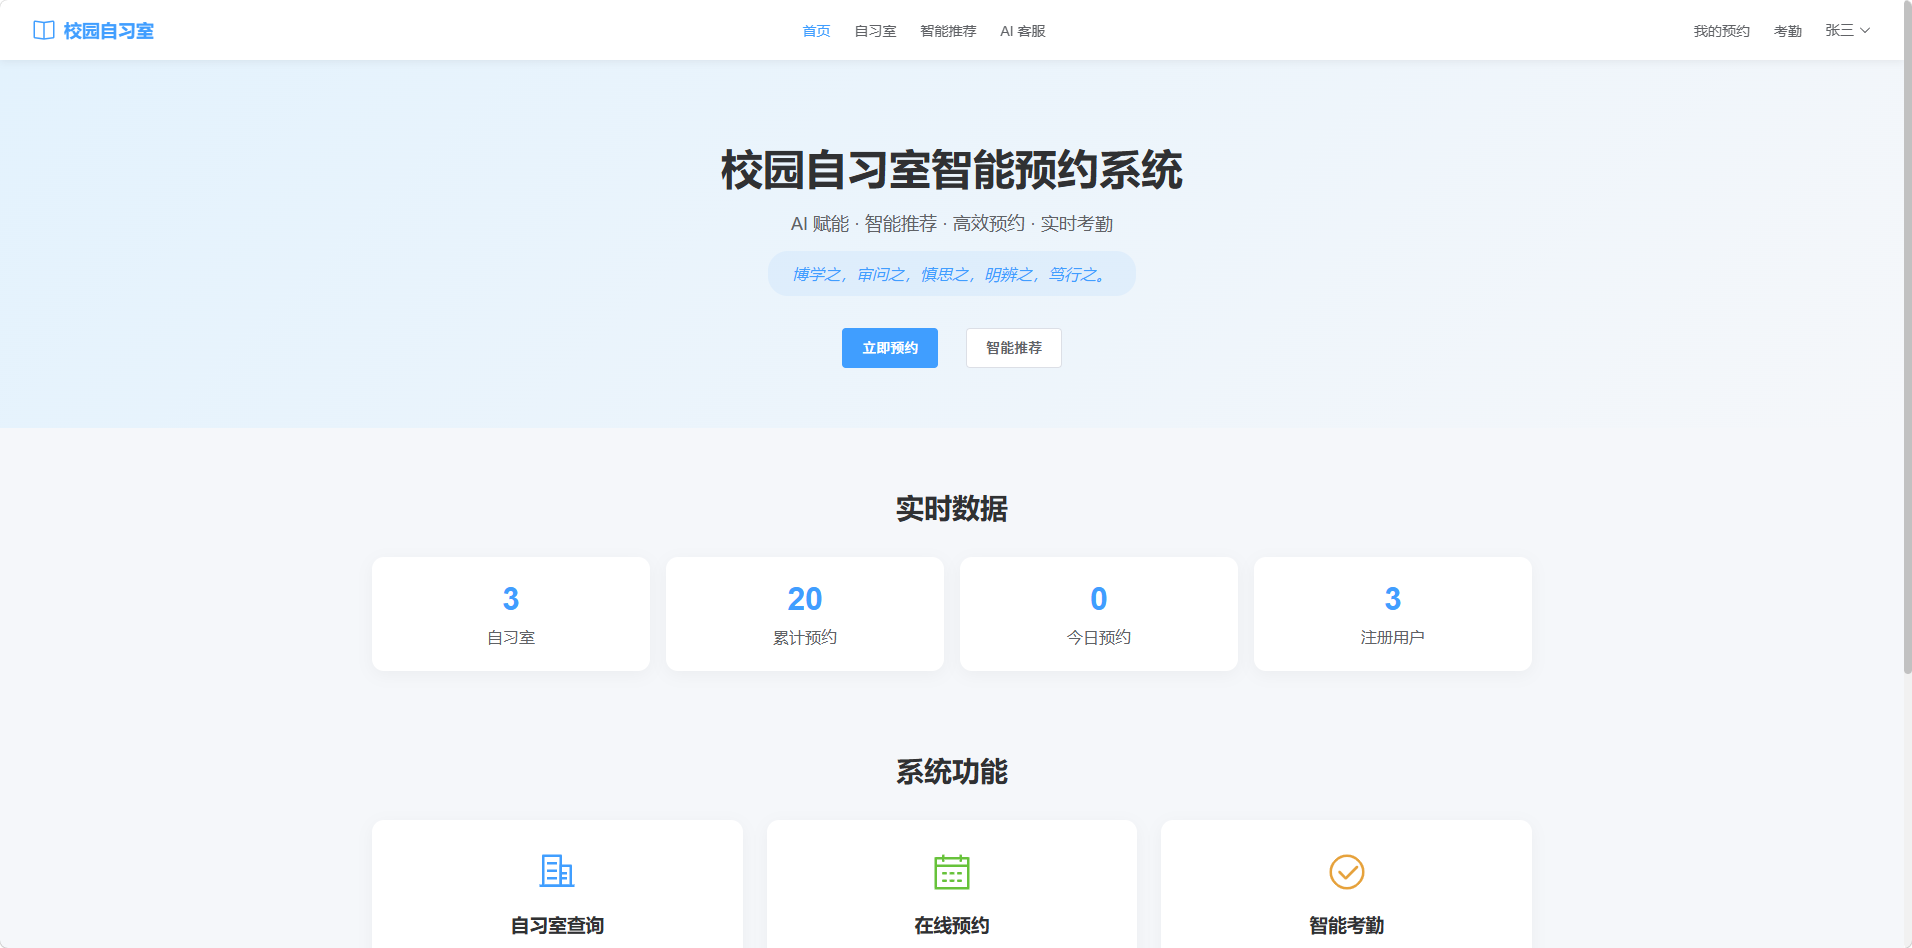 校园自习室
首页 自习室 智能推荐 AI 客服
我的预约 考勤 张三
校园自习室智能预约系统
AI 赋能 · 智能推荐 · 高效预约 · 实时考勤
博学之，审问之，慎思之，明辨之，笃行之。
立即预约 智能推荐
实时数据
3 20 0 3
自习室 累计预约 今日预约 注册用户
系统功能
自习室查询 在线预约 智能考勤